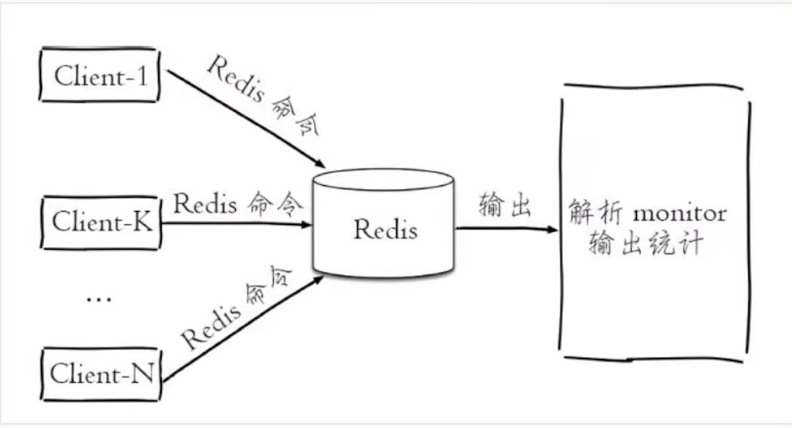 Client-1
Redis 命令
Client-K
Redis 命令
Redis
输出
解析 monitor
输出统计
...
Redis 命令
Client-N